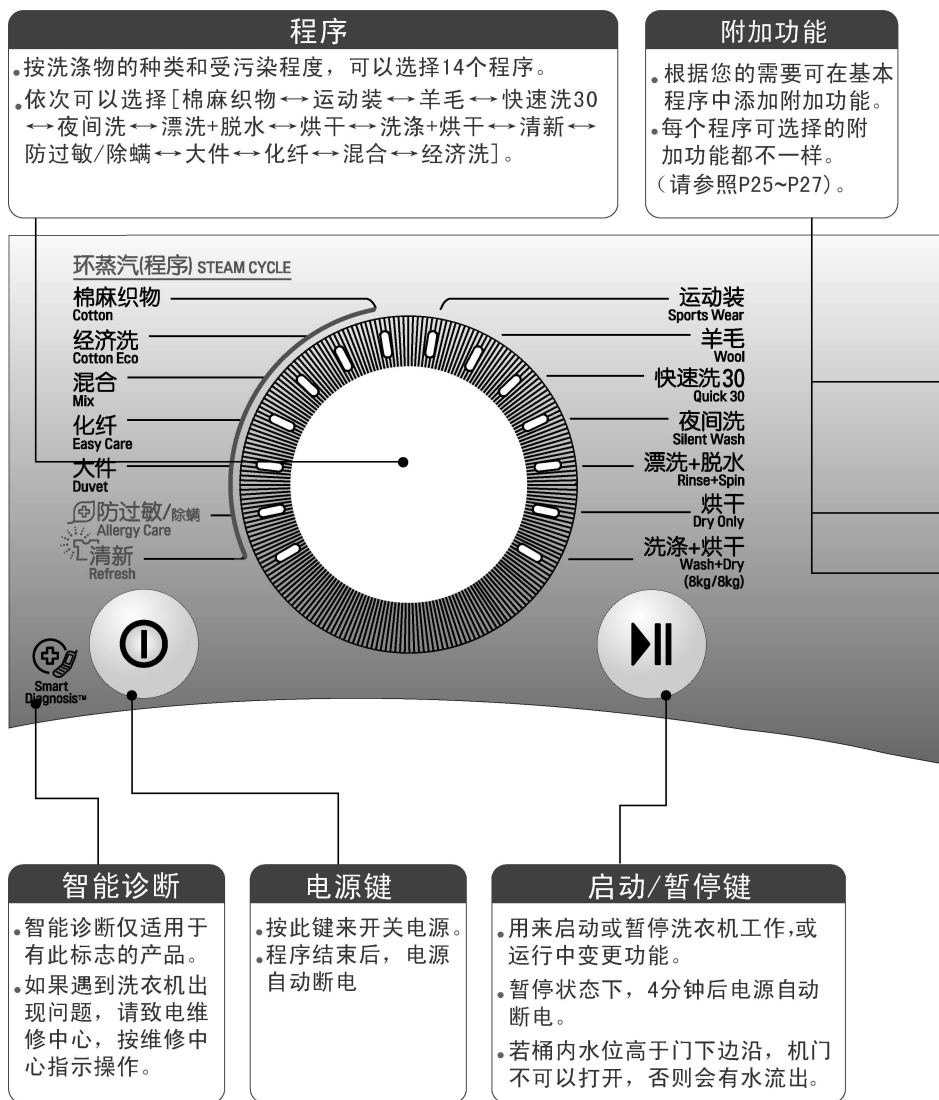 程序
•按洗涤物的种类和受污染程度，可以选择14个程序。
•依次可以选择[棉麻织物↔运动装↔羊毛↔快速洗30
↔夜间洗↔漂洗+脱水↔烘干↔洗涤+烘干↔清新↔
防过敏/除螨↔大件↔化纤↔混合↔经济洗]。
附加功能
•根据您的需要可在基本
程序中添加附加功能。
•每个程序可选择的附
加功能都不一样。
（请参照P25~P27）。
环蒸汽(程序) STEAM CYCLE
棉麻织物
Cotton
经济洗
Cotton Eco
混合
Mix
化纤
Easy Care
大件
Duvet
防过敏/除螨
Allergy Care
清新
Refresh
运动装
Sports Wear
羊毛
Wool
快速洗30
Quick 30
夜间洗
Silent Wash
漂洗+脱水
Rinse+Spin
烘干
Dry Only
洗涤+烘干
Wash+Dry
(8kg/8kg)
Smart
Diagnosis™
智能诊断
•智能诊断仅适用于
有此标志的产品。
•如果遇到洗衣机出
现问题，请致电维
修中心，按维修中
心指示操作。
电源键
•按此键来开关电源。
•程序结束后，电源
自动断电
启动/暂停键
•用来启动或暂停洗衣机工作,或
运行中变更功能。
•暂停状态下，4分钟后电源自动
断电。
•若桶内水位高于门下边沿，机门
不可以打开，否则会有水流出。